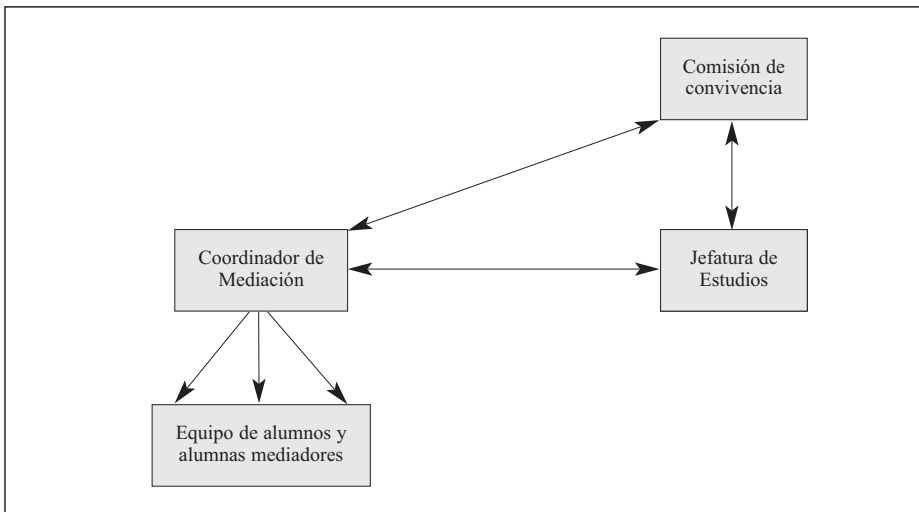 Comisión de
convivencia
Coordinador de
Mediación
Jefatura de
Estudios
Equipo de alumnos y
alumnas mediadores